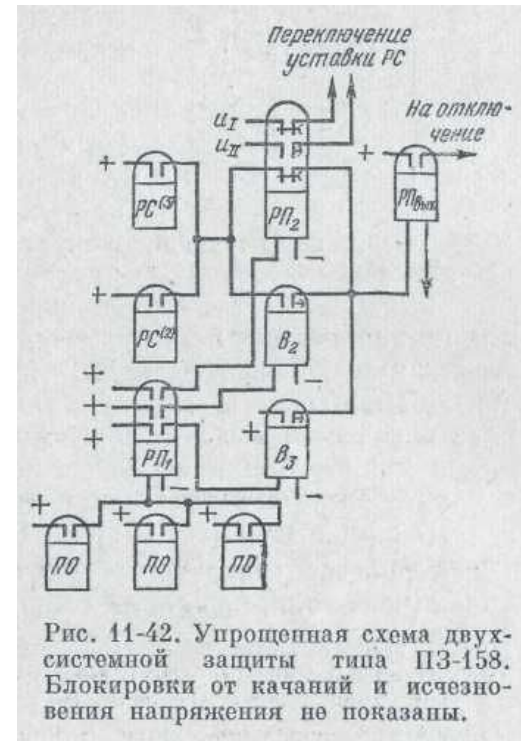 Переключение
уставки РС
На отклю-
чение
u_I
u_II
+
+
РС⁽³⁾
РП₂
РПвых
−
+
РС⁽²⁾
В₂
+
+
+
−
РП₁
−
+
В₃
−
+
+
+
ПО
ПО
ПО
Рис. 11-42. Упрощенная схема двух-
системной защиты типа ПЗ-158.
Блокировки от качаний и исчезно-
вения напряжения не показаны.